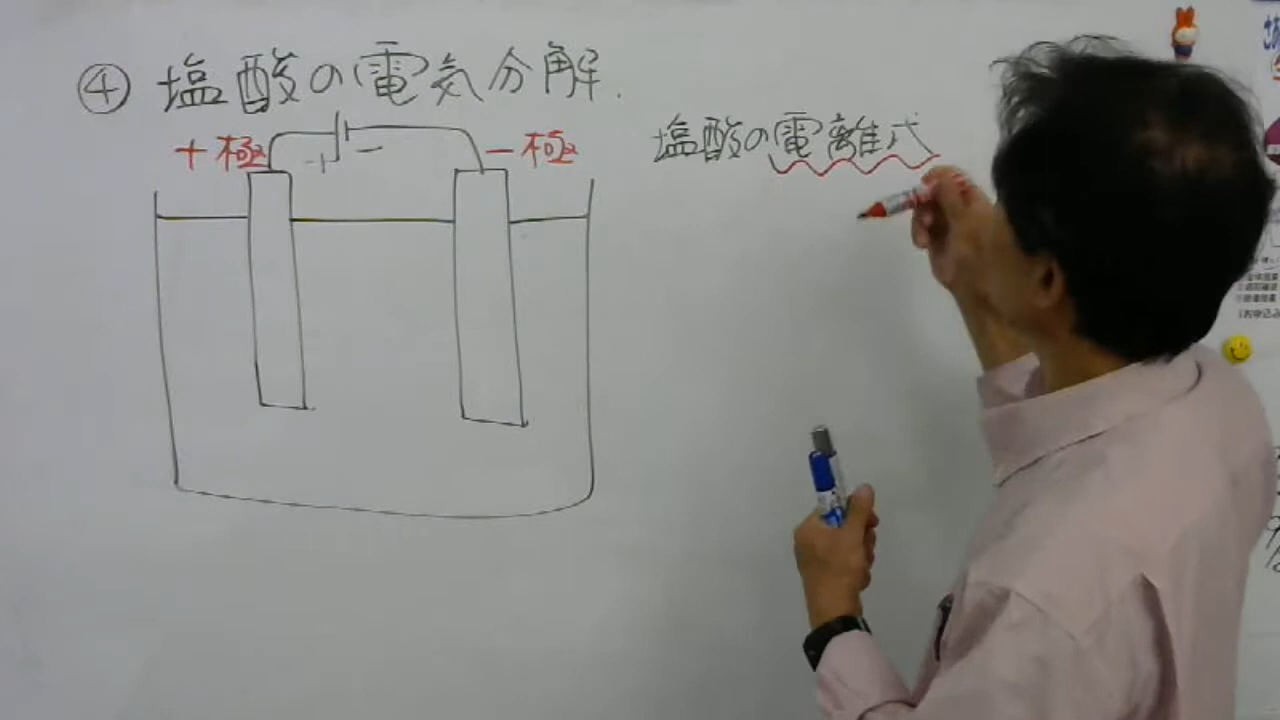 ④ 塩酸の電気分解.
+極 + − −極
塩酸の電離式